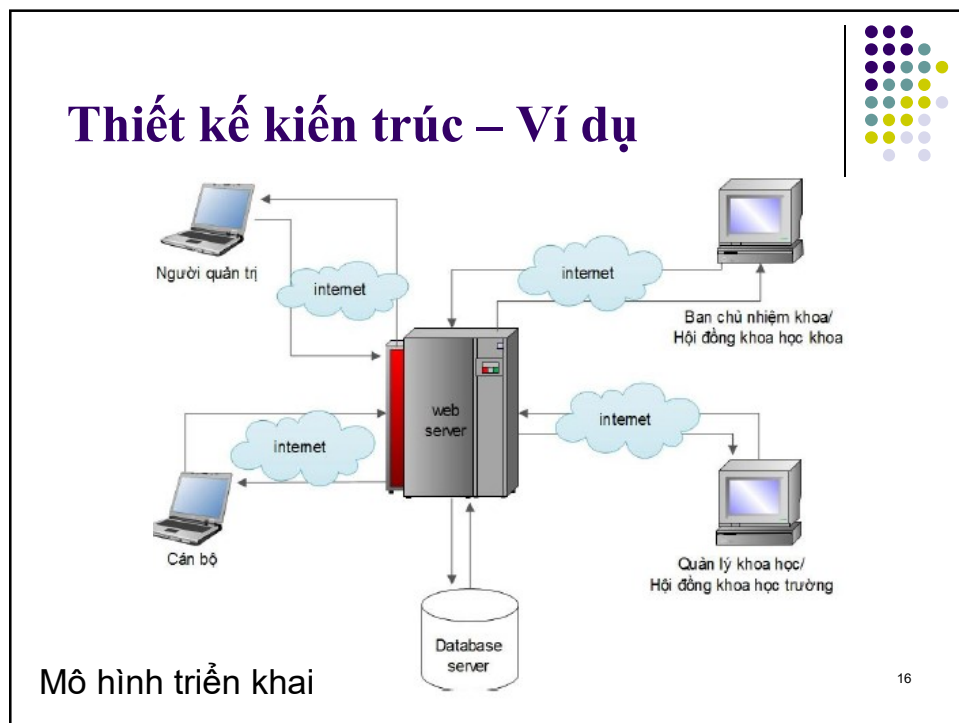 Thiết kế kiến trúc – Ví dụ
Người quản trị
internet
internet
Ban chủ nhiệm khoa/
Hội đồng khoa học khoa
web
server
internet
internet
Cán bộ
Quản lý khoa học/
Hội đồng khoa học trường
Database
server
Mô hình triển khai
16